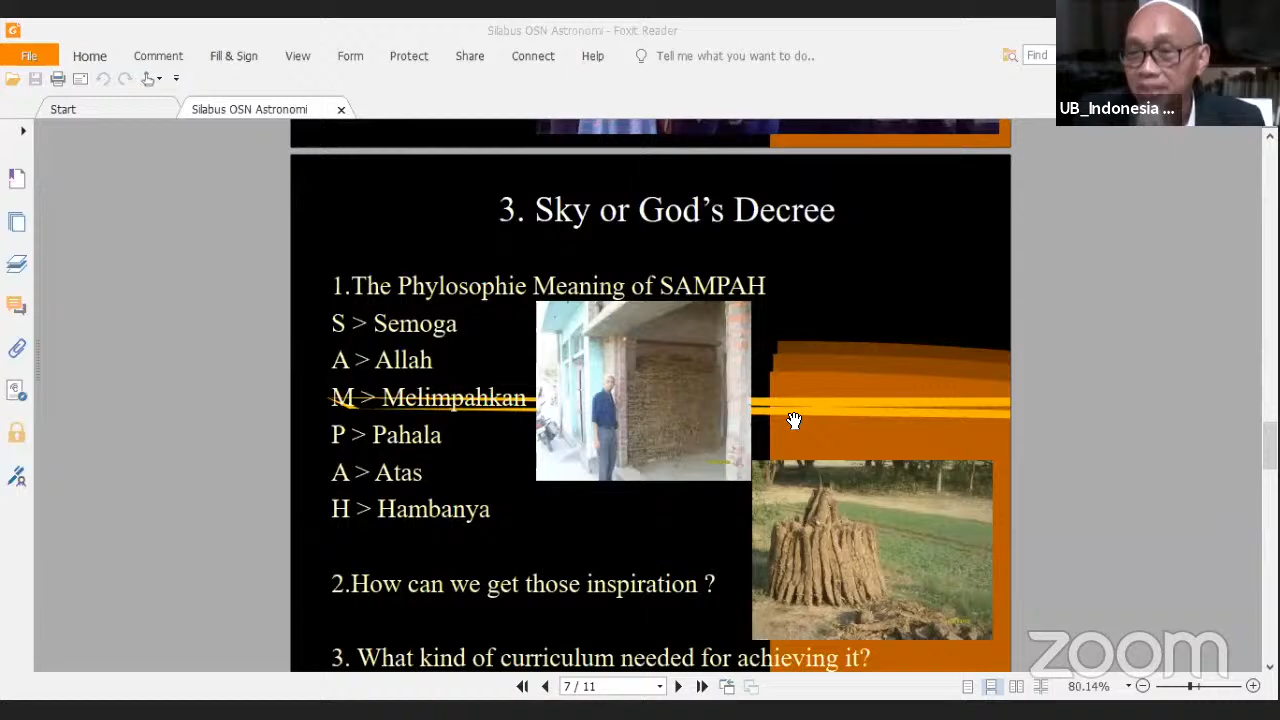 Silabus OSN Astronomi - Foxit Reader
File Home Comment Fill & Sign View Form Protect Share Connect Help Tell me what you want to do.. Find
Start Silabus OSN Astronomi
UB_Indonesia ...
3. Sky or God's Decree
1.The Phylosophie Meaning of SAMPAH
S > Semoga
A > Allah
M > Melimpahkan
P > Pahala
A > Atas
H > Hambanya
2.How can we get those inspiration ?
3. What kind of curriculum needed for achieving it?
zoom
7 / 11 80.14%